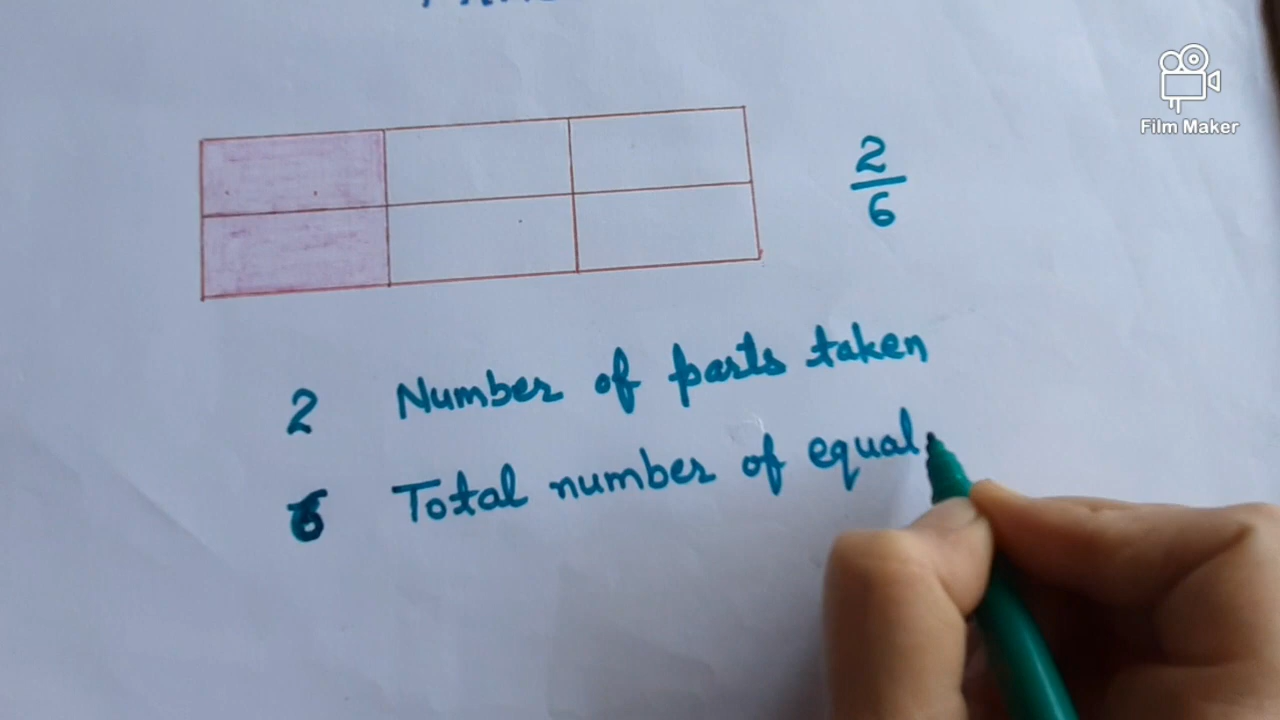 Film Maker
2
6
2 Number of parts taken
6 Total number of equal